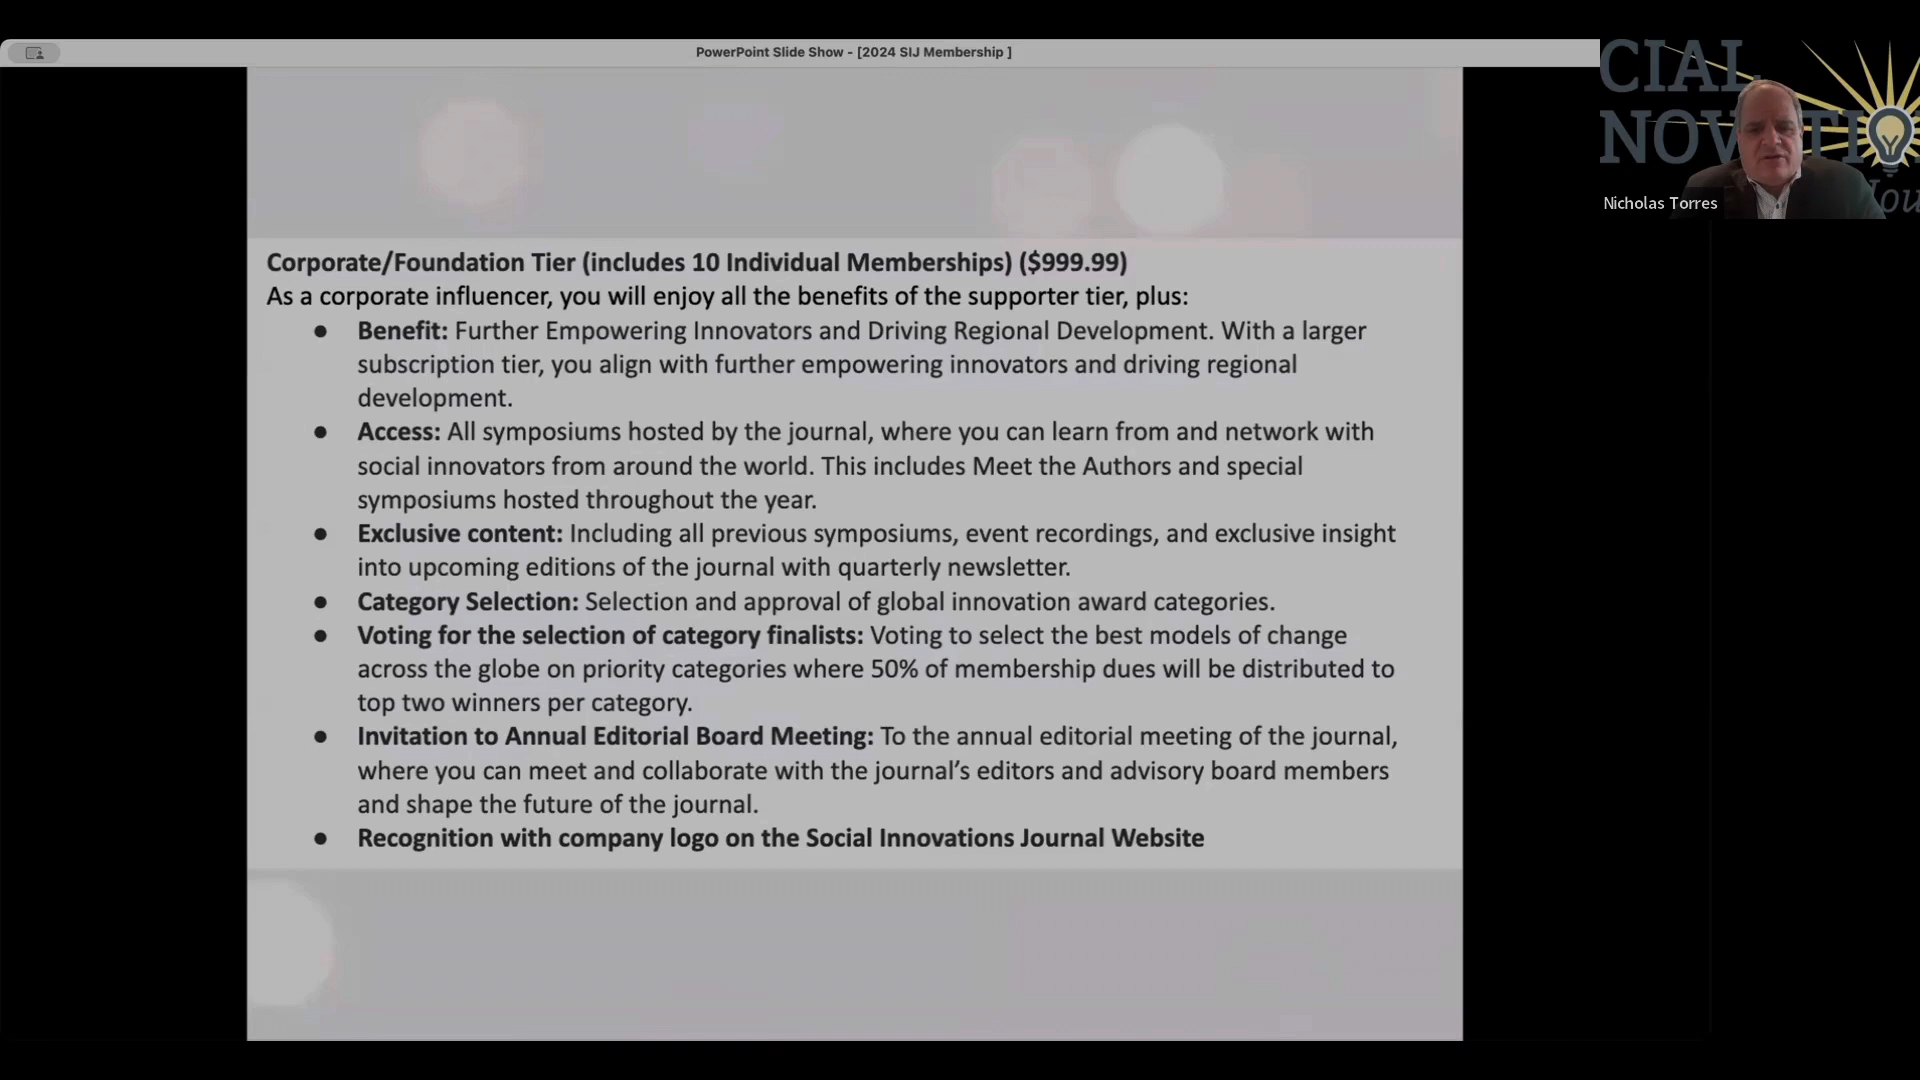 PowerPoint Slide Show - [2024 SIJ Membership ]
CIAL
NOV TIO
Nicholas Torres
Corporate/Foundation Tier (includes 10 Individual Memberships) ($999.99)
As a corporate influencer, you will enjoy all the benefits of the supporter tier, plus:
● Benefit: Further Empowering Innovators and Driving Regional Development. With a larger
subscription tier, you align with further empowering innovators and driving regional
development.
● Access: All symposiums hosted by the journal, where you can learn from and network with
social innovators from around the world. This includes Meet the Authors and special
symposiums hosted throughout the year.
● Exclusive content: Including all previous symposiums, event recordings, and exclusive insight
into upcoming editions of the journal with quarterly newsletter.
● Category Selection: Selection and approval of global innovation award categories.
● Voting for the selection of category finalists: Voting to select the best models of change
across the globe on priority categories where 50% of membership dues will be distributed to
top two winners per category.
● Invitation to Annual Editorial Board Meeting: To the annual editorial meeting of the journal,
where you can meet and collaborate with the journal’s editors and advisory board members
and shape the future of the journal.
● Recognition with company logo on the Social Innovations Journal Website